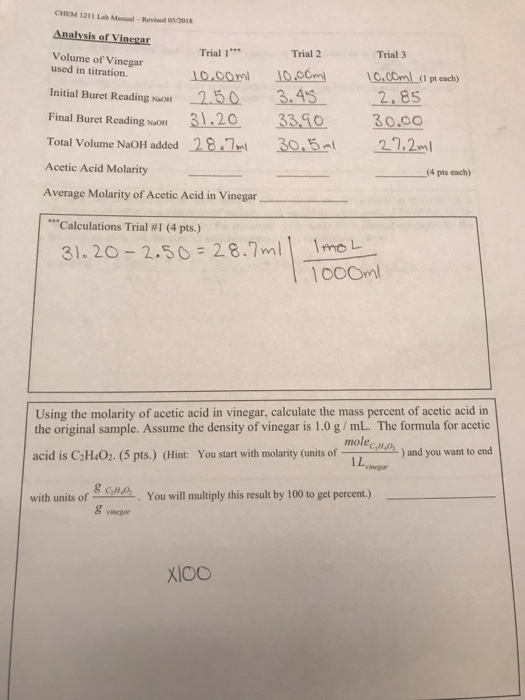 CHEM 1211 Lab Manual - Revised 05/2018
Analysis of Vinegar
Trial 1*** Trial 2 Trial 3
Volume of Vinegar
used in titration. 10.00ml 10.00ml 10.00ml (1 pt each)
Initial Buret Reading NaOH 2.50 3.45 2.85
Final Buret Reading NaOH 31.20 33.90 30.00
Total Volume NaOH added 28.7ml 30.5ml 27.2ml
Acetic Acid Molarity (4 pts each)
Average Molarity of Acetic Acid in Vinegar
***Calculations Trial #1 (4 pts.)
31.20 - 2.50 = 28.7ml | 1mol
1000ml
Using the molarity of acetic acid in vinegar, calculate the mass percent of acetic acid in
the original sample. Assume the density of vinegar is 1.0 g / mL. The formula for acetic
acid is C₂H₄O₂. (5 pts.) (Hint: You start with molarity (units of mole C₂H₄O₂ / 1L vinegar ) and you want to end
with units of g C₂H₄O₂ / g vinegar . You will multiply this result by 100 to get percent.)
X100